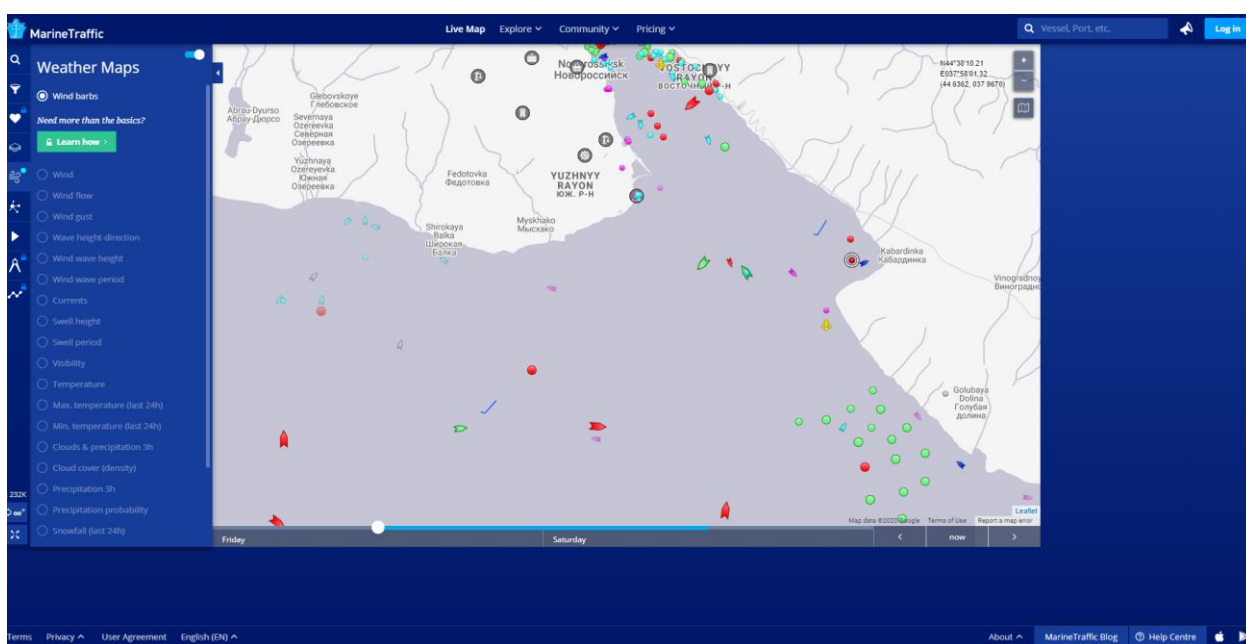 MarineTraffic
Live Map
Explore
Community
Pricing
Vessel, Port, etc.
Log in
Weather Maps
Wind barbs
Need more than the basics?
Learn how
Wind
Wind flow
Wind gust
Wave height-direction
Wind wave height
Wind wave period
Currents
Swell height
Swell period
Visibility
Temperature
Max. temperature (last 24h)
Min. temperature (last 24h)
Clouds & precipitation 3h
Cloud cover (density)
Precipitation 3h
Precipitation probability
Snowfall (last 24h)
232K
Новороссийск
RAYON
Glebovskoye
Глебовское
Abrau-Dyurso
Абрау-Дюрсо
Severnaya
Ozereevka
Северная
Озереевка
Yuzhnaya
Ozereyevka
Южная
Озереевка
Fedotovka
Федотовка
YUZHNYY
RAYON
ЮЖ. Р-Н
Shirokaya
Balka
Широкая
Балка
Myskhako
Мысхако
Kabardinka
Кабардинка
Vinogradnoy
Виноградно
Golubaya
Dolina
Голубая
долина
N44°38'10.21
E037°58'01.32
(44.6362, 037.9670)
+
−
Leaflet
Map data ©2020 Google
Terms of Use
Report a map error
Friday
Saturday
<
now
>
Terms
Privacy
User Agreement
English (EN)
About
MarineTraffic Blog
Help Centre